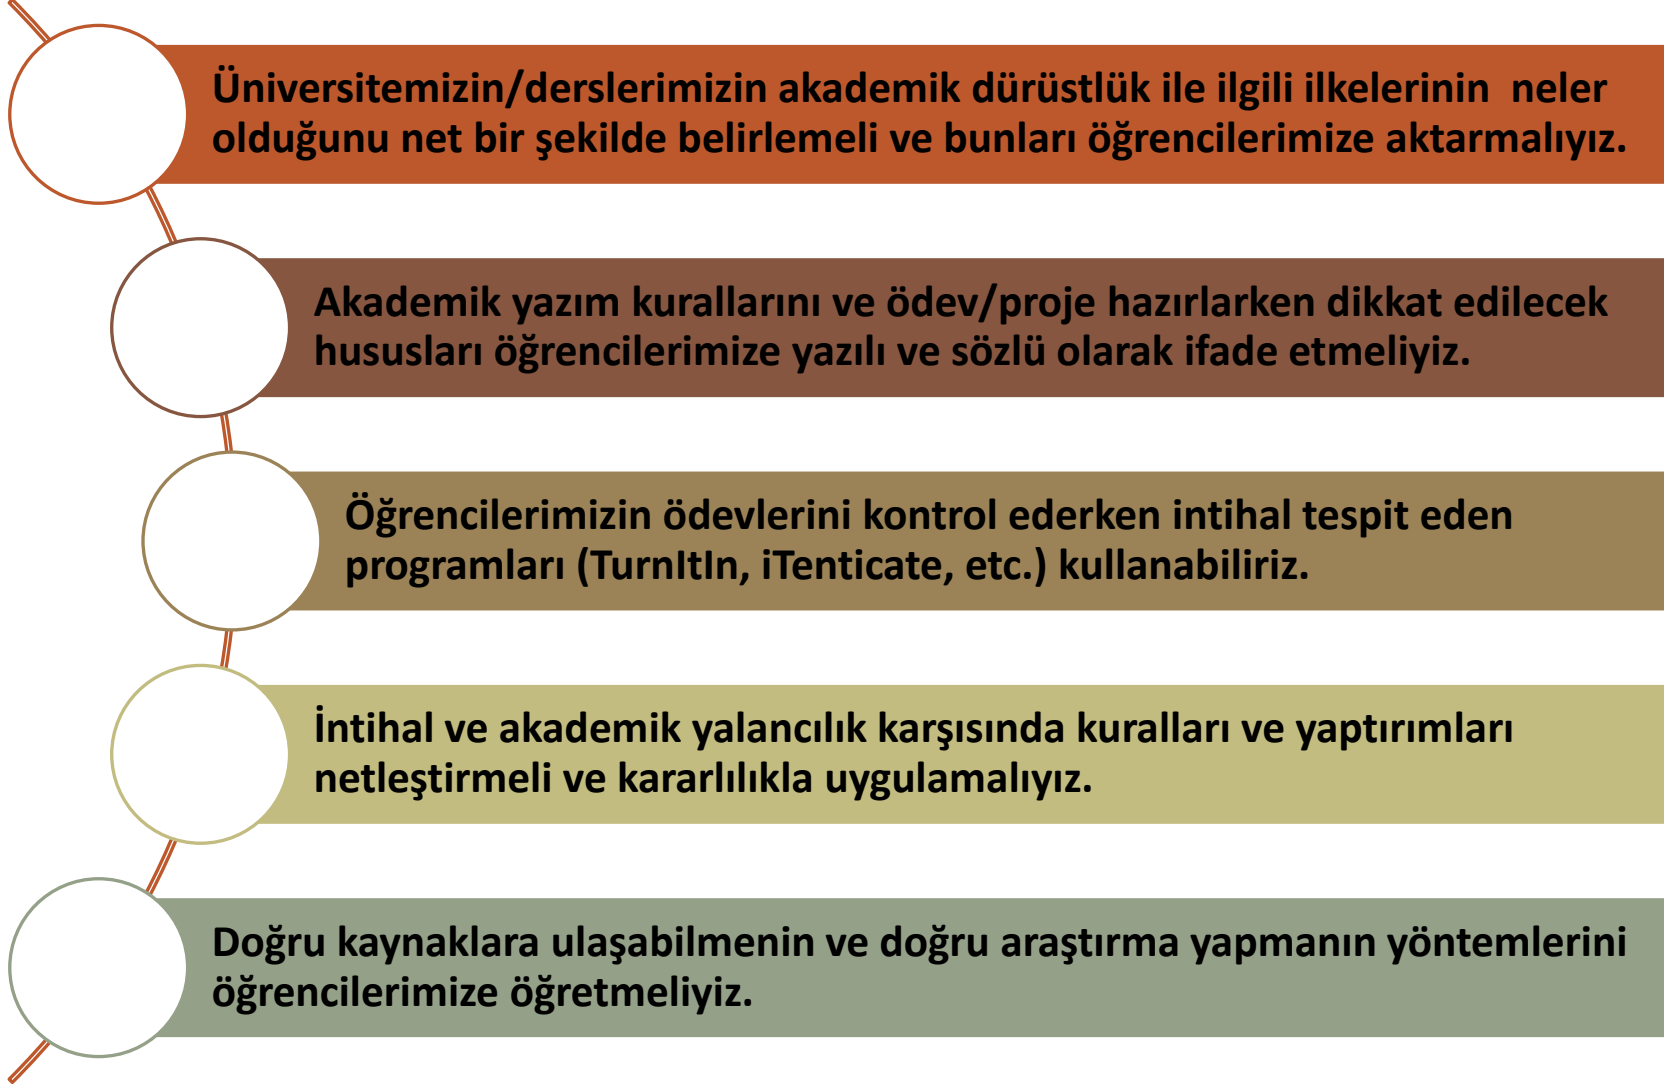 Üniversitemizin/derslerimizin akademik dürüstlük ile ilgili ilkelerinin  neler
olduğunu net bir şekilde belirlemeli ve bunları öğrencilerimize aktarmalıyız.
Akademik yazım kurallarını ve ödev/proje hazırlarken dikkat edilecek
hususları öğrencilerimize yazılı ve sözlü olarak ifade etmeliyiz.
Öğrencilerimizin ödevlerini kontrol ederken intihal tespit eden
programları (TurnItIn, iTenticate, etc.) kullanabiliriz.
İntihal ve akademik yalancılık karşısında kuralları ve yaptırımları
netleştirmeli ve kararlılıkla uygulamalıyız.
Doğru kaynaklara ulaşabilmenin ve doğru araştırma yapmanın yöntemlerini
öğrencilerimize öğretmeliyiz.